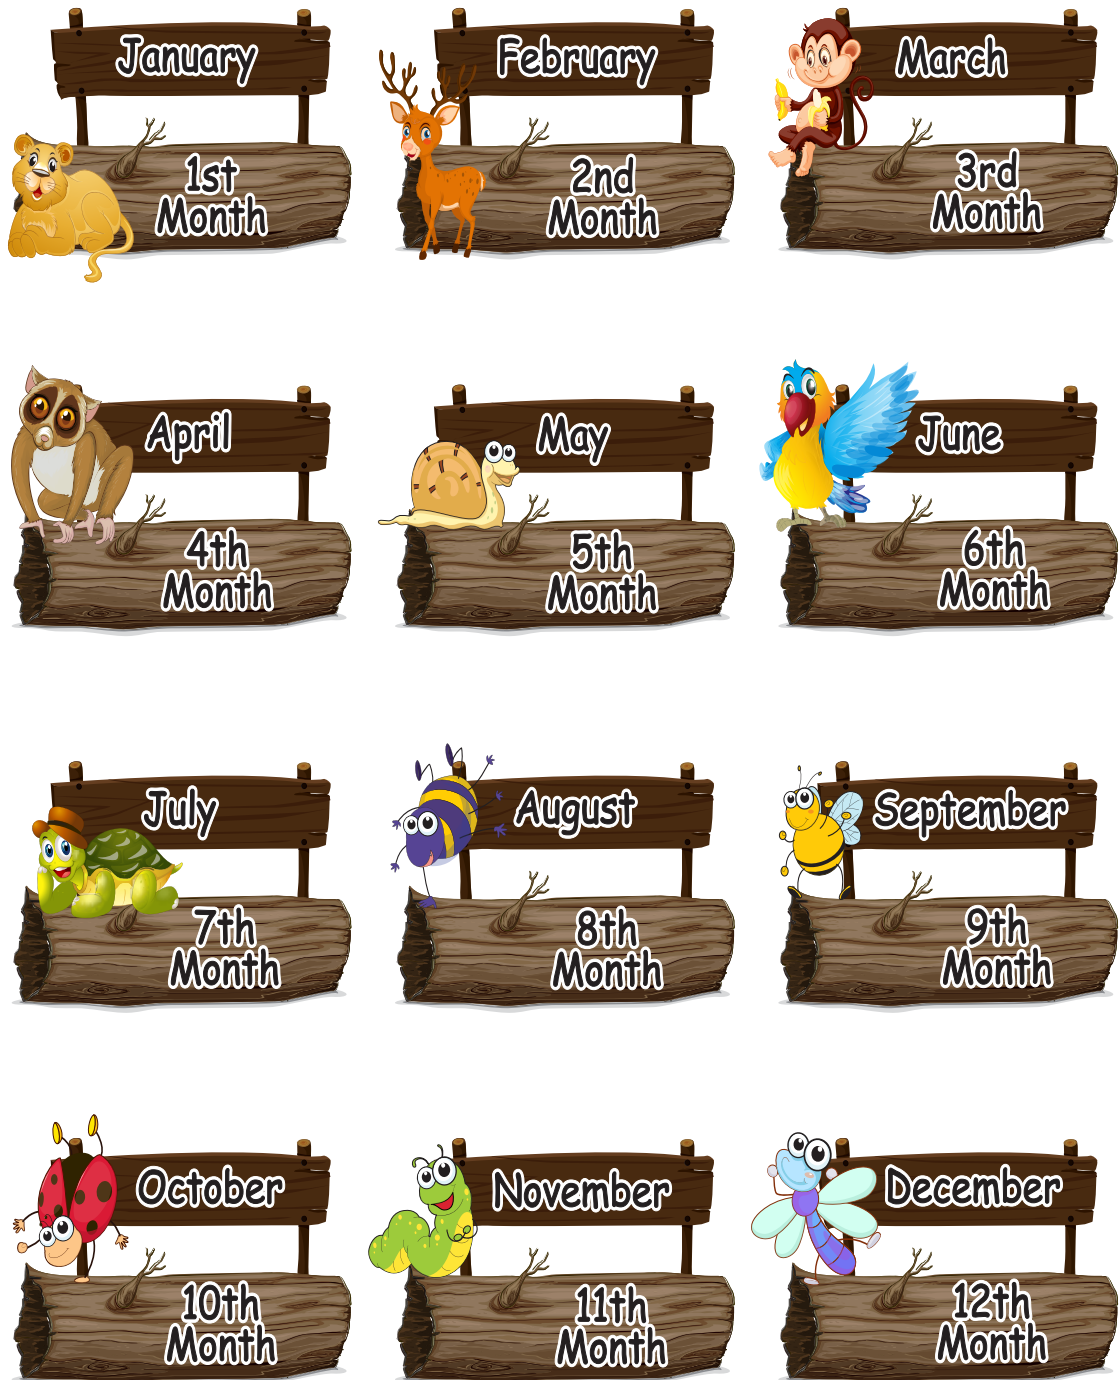 January
1st
Month
February
2nd
Month
March
3rd
Month
April
4th
Month
May
5th
Month
June
6th
Month
July
7th
Month
August
8th
Month
September
9th
Month
October
10th
Month
November
11th
Month
December
12th
Month